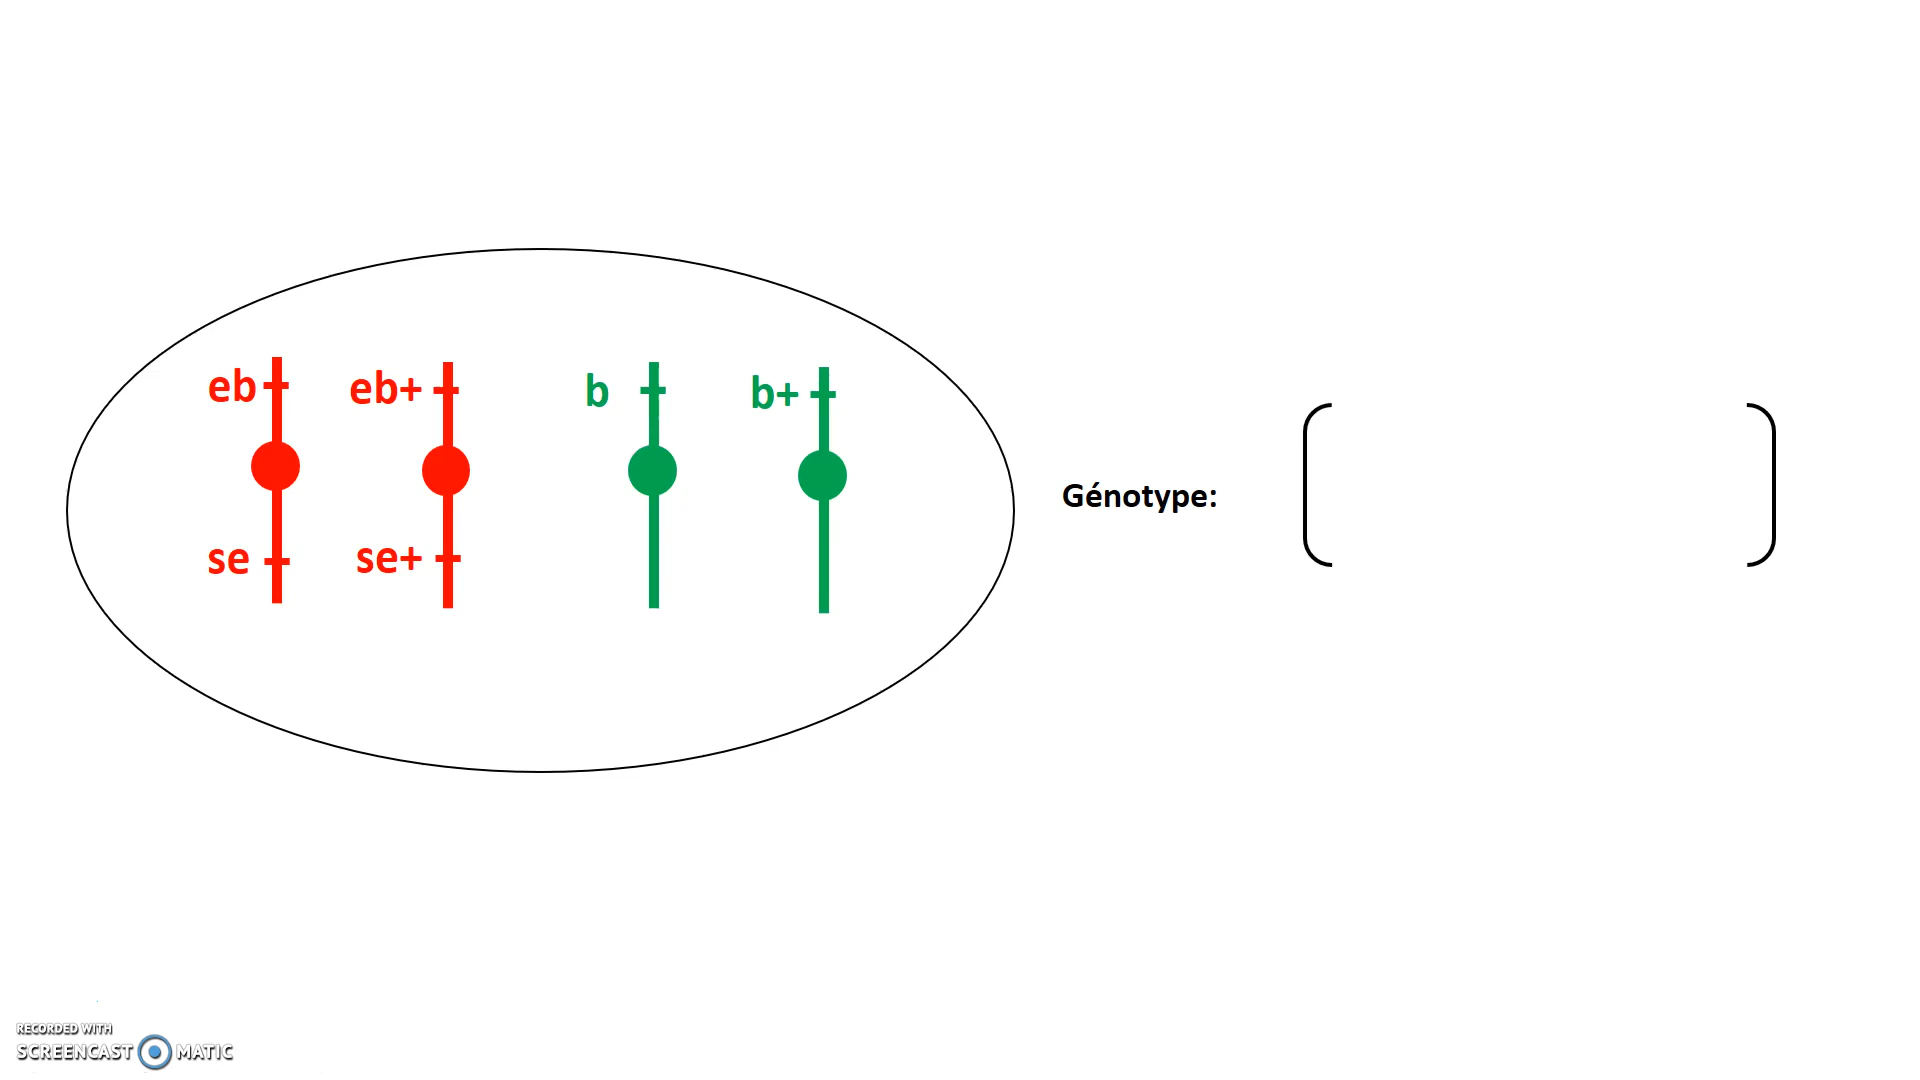 eb eb+ b b+
Génotype:
se se+
RECORDED WITH
SCREENCAST MATIC